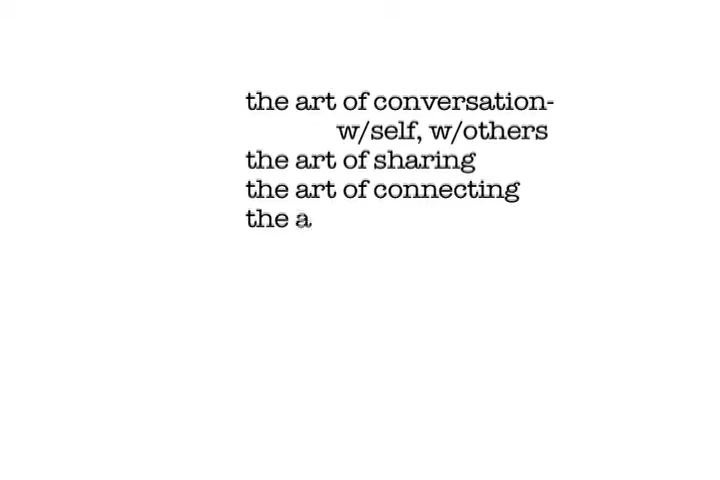 the art of conversation-
w/self, w/others
the art of sharing
the art of connecting
the a